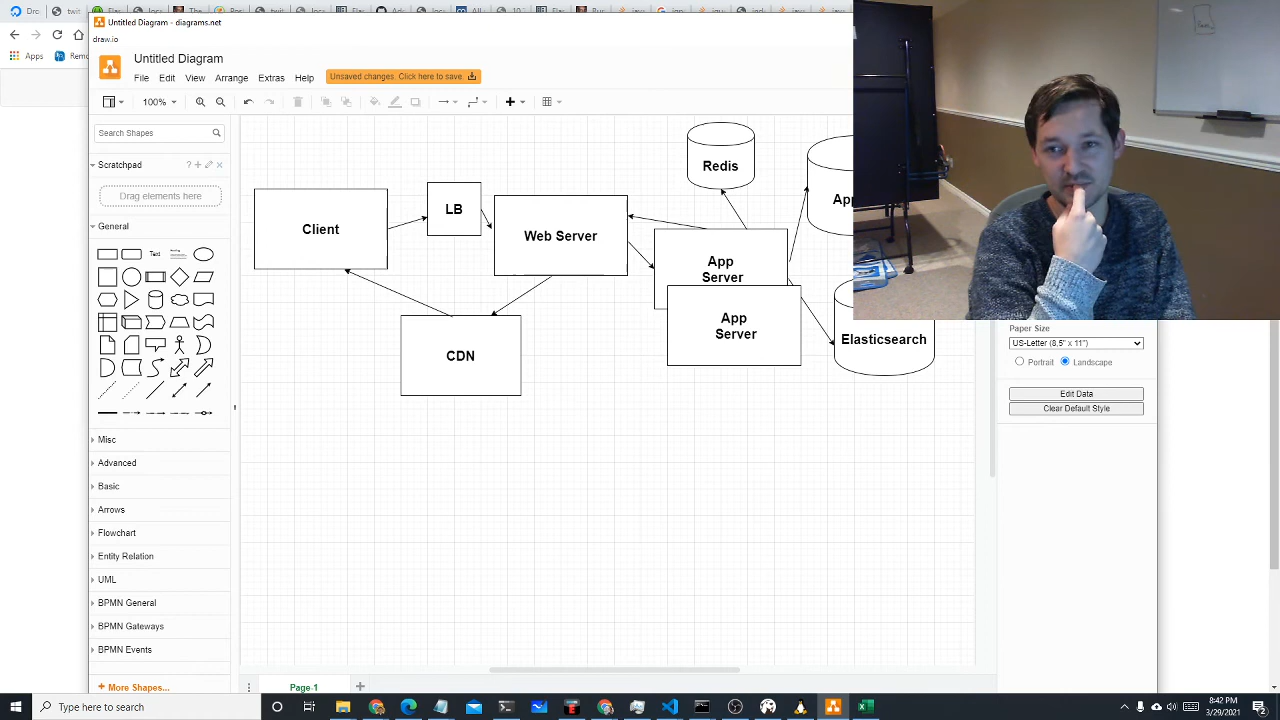 Drc
twit
Untitled Diagram - diagrams.net
draw.io
Apps
Untitled Diagram
File Edit View Arrange Extras Help
Unsaved changes. Click here to save.
100%
Search Shapes
Scratchpad
Drag elements here
General
Text
Misc
Advanced
Basic
Arrows
Flowchart
Entity Relation
UML
BPMN General
BPMN Gateways
BPMN Events
+ More Shapes...
Redis
Client
LB
Web Server
App
Server
App
Server
CDN
Elasticsearch
Paper Size
US-Letter (8,5" x 11")
Portrait Landscape
Edit Data
Clear Default Style
Page-1
Type here to search
8:42 PM
3/29/2021